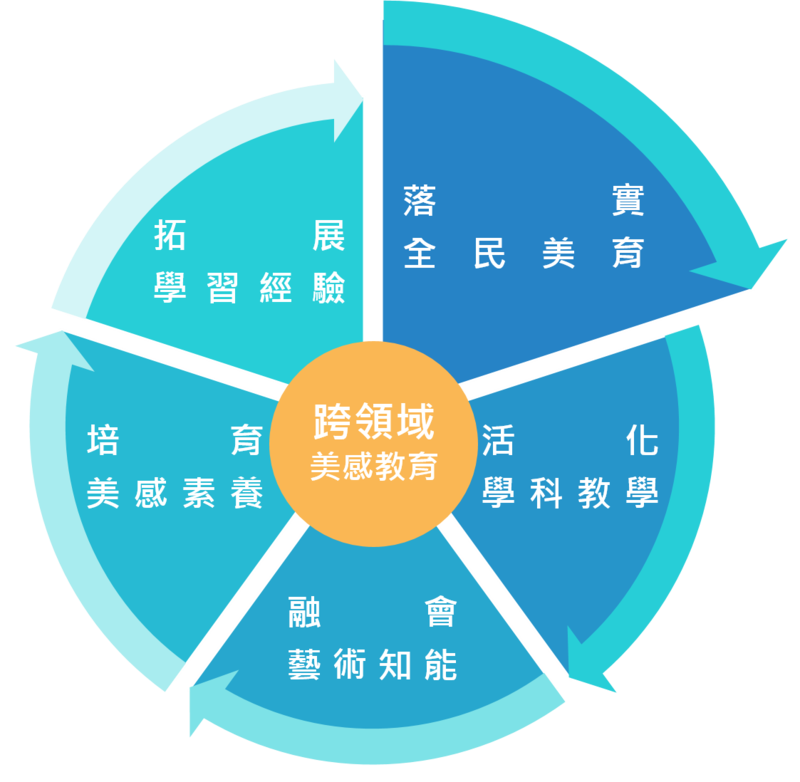 落實
全民美育
活化
學科教學
融會
藝術知能
培育
美感素養
拓展
學習經驗
跨領域
美感教育